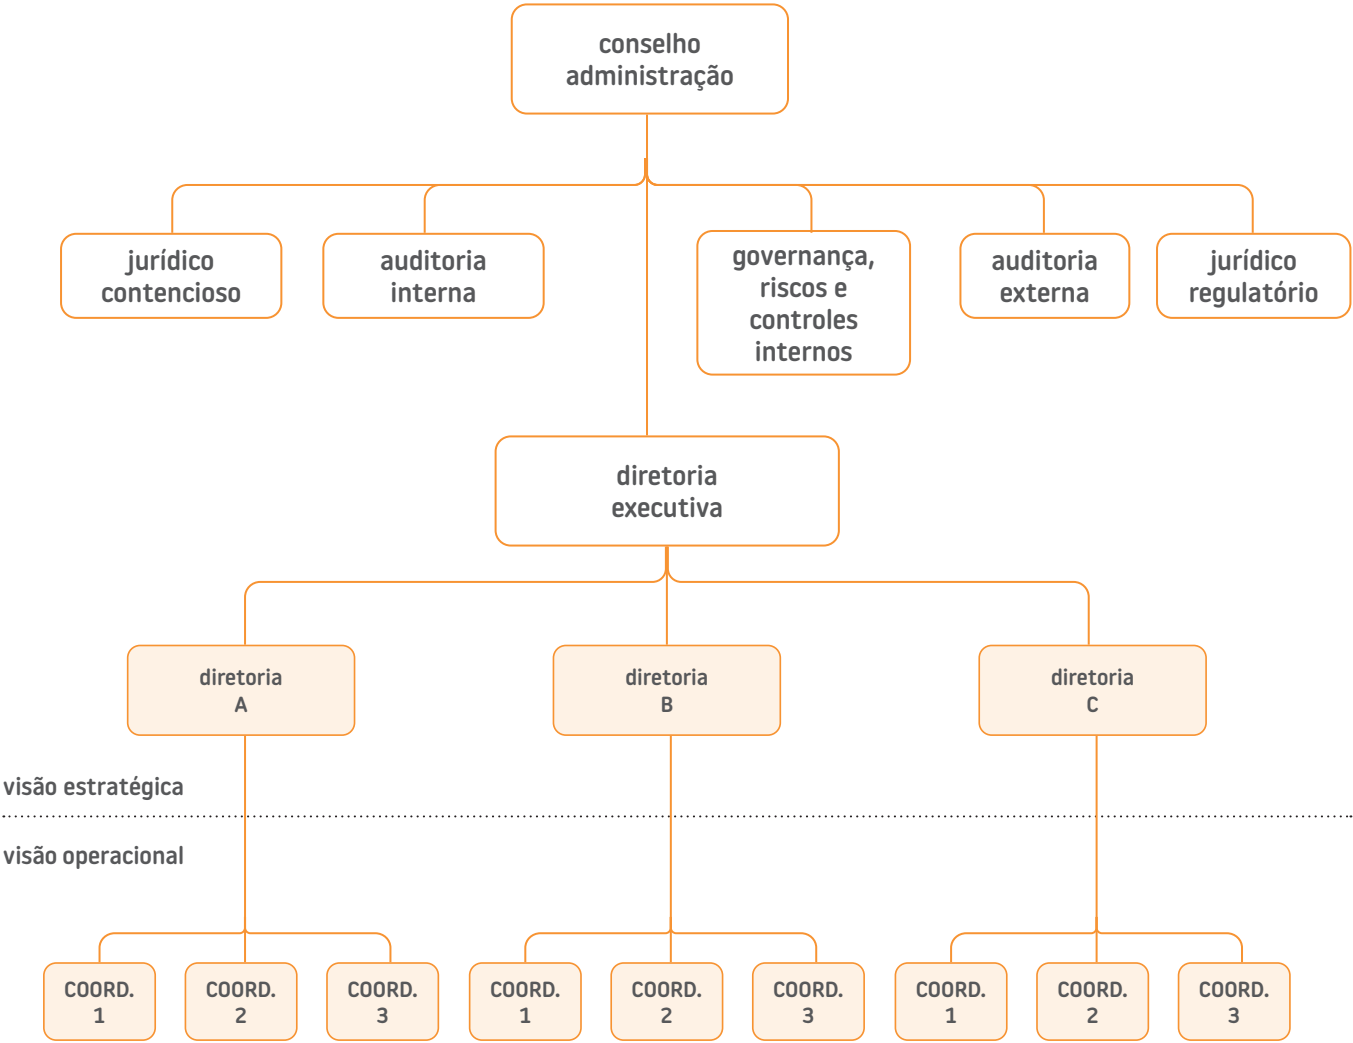 conselho
administração
jurídico
contencioso
auditoria
interna
governança,
riscos e
controles
internos
auditoria
externa
jurídico
regulatório
diretoria
executiva
diretoria
A
diretoria
B
diretoria
C
visão estratégica
visão operacional
COORD.
1
COORD.
2
COORD.
3
COORD.
1
COORD.
2
COORD.
3
COORD.
1
COORD.
2
COORD.
3